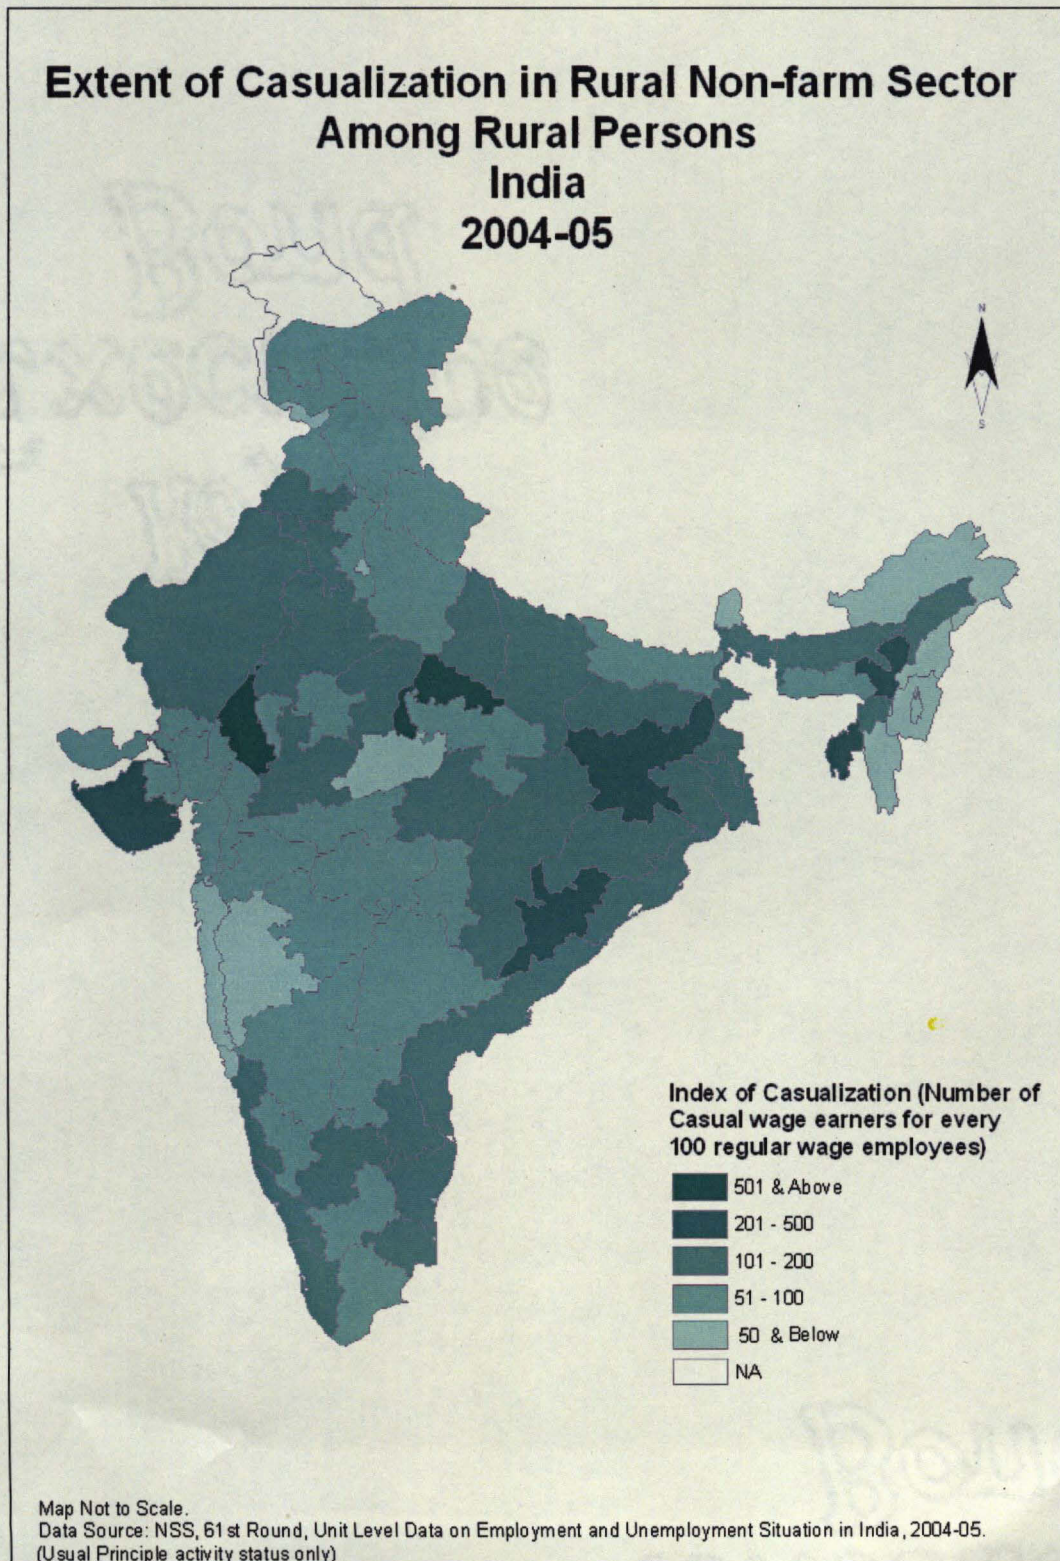 Extent of Casualization in Rural Non-farm Sector
Among Rural Persons
India
2004-05
N
S
Index of Casualization (Number of
Casual wage earners for every
100 regular wage employees)
501 & Above
201 - 500
101 - 200
51 - 100
50 & Below
NA
Map Not to Scale.
Data Source: NSS, 61st Round, Unit Level Data on Employment and Unemployment Situation in India, 2004-05.
(Usual Principle activity status only)